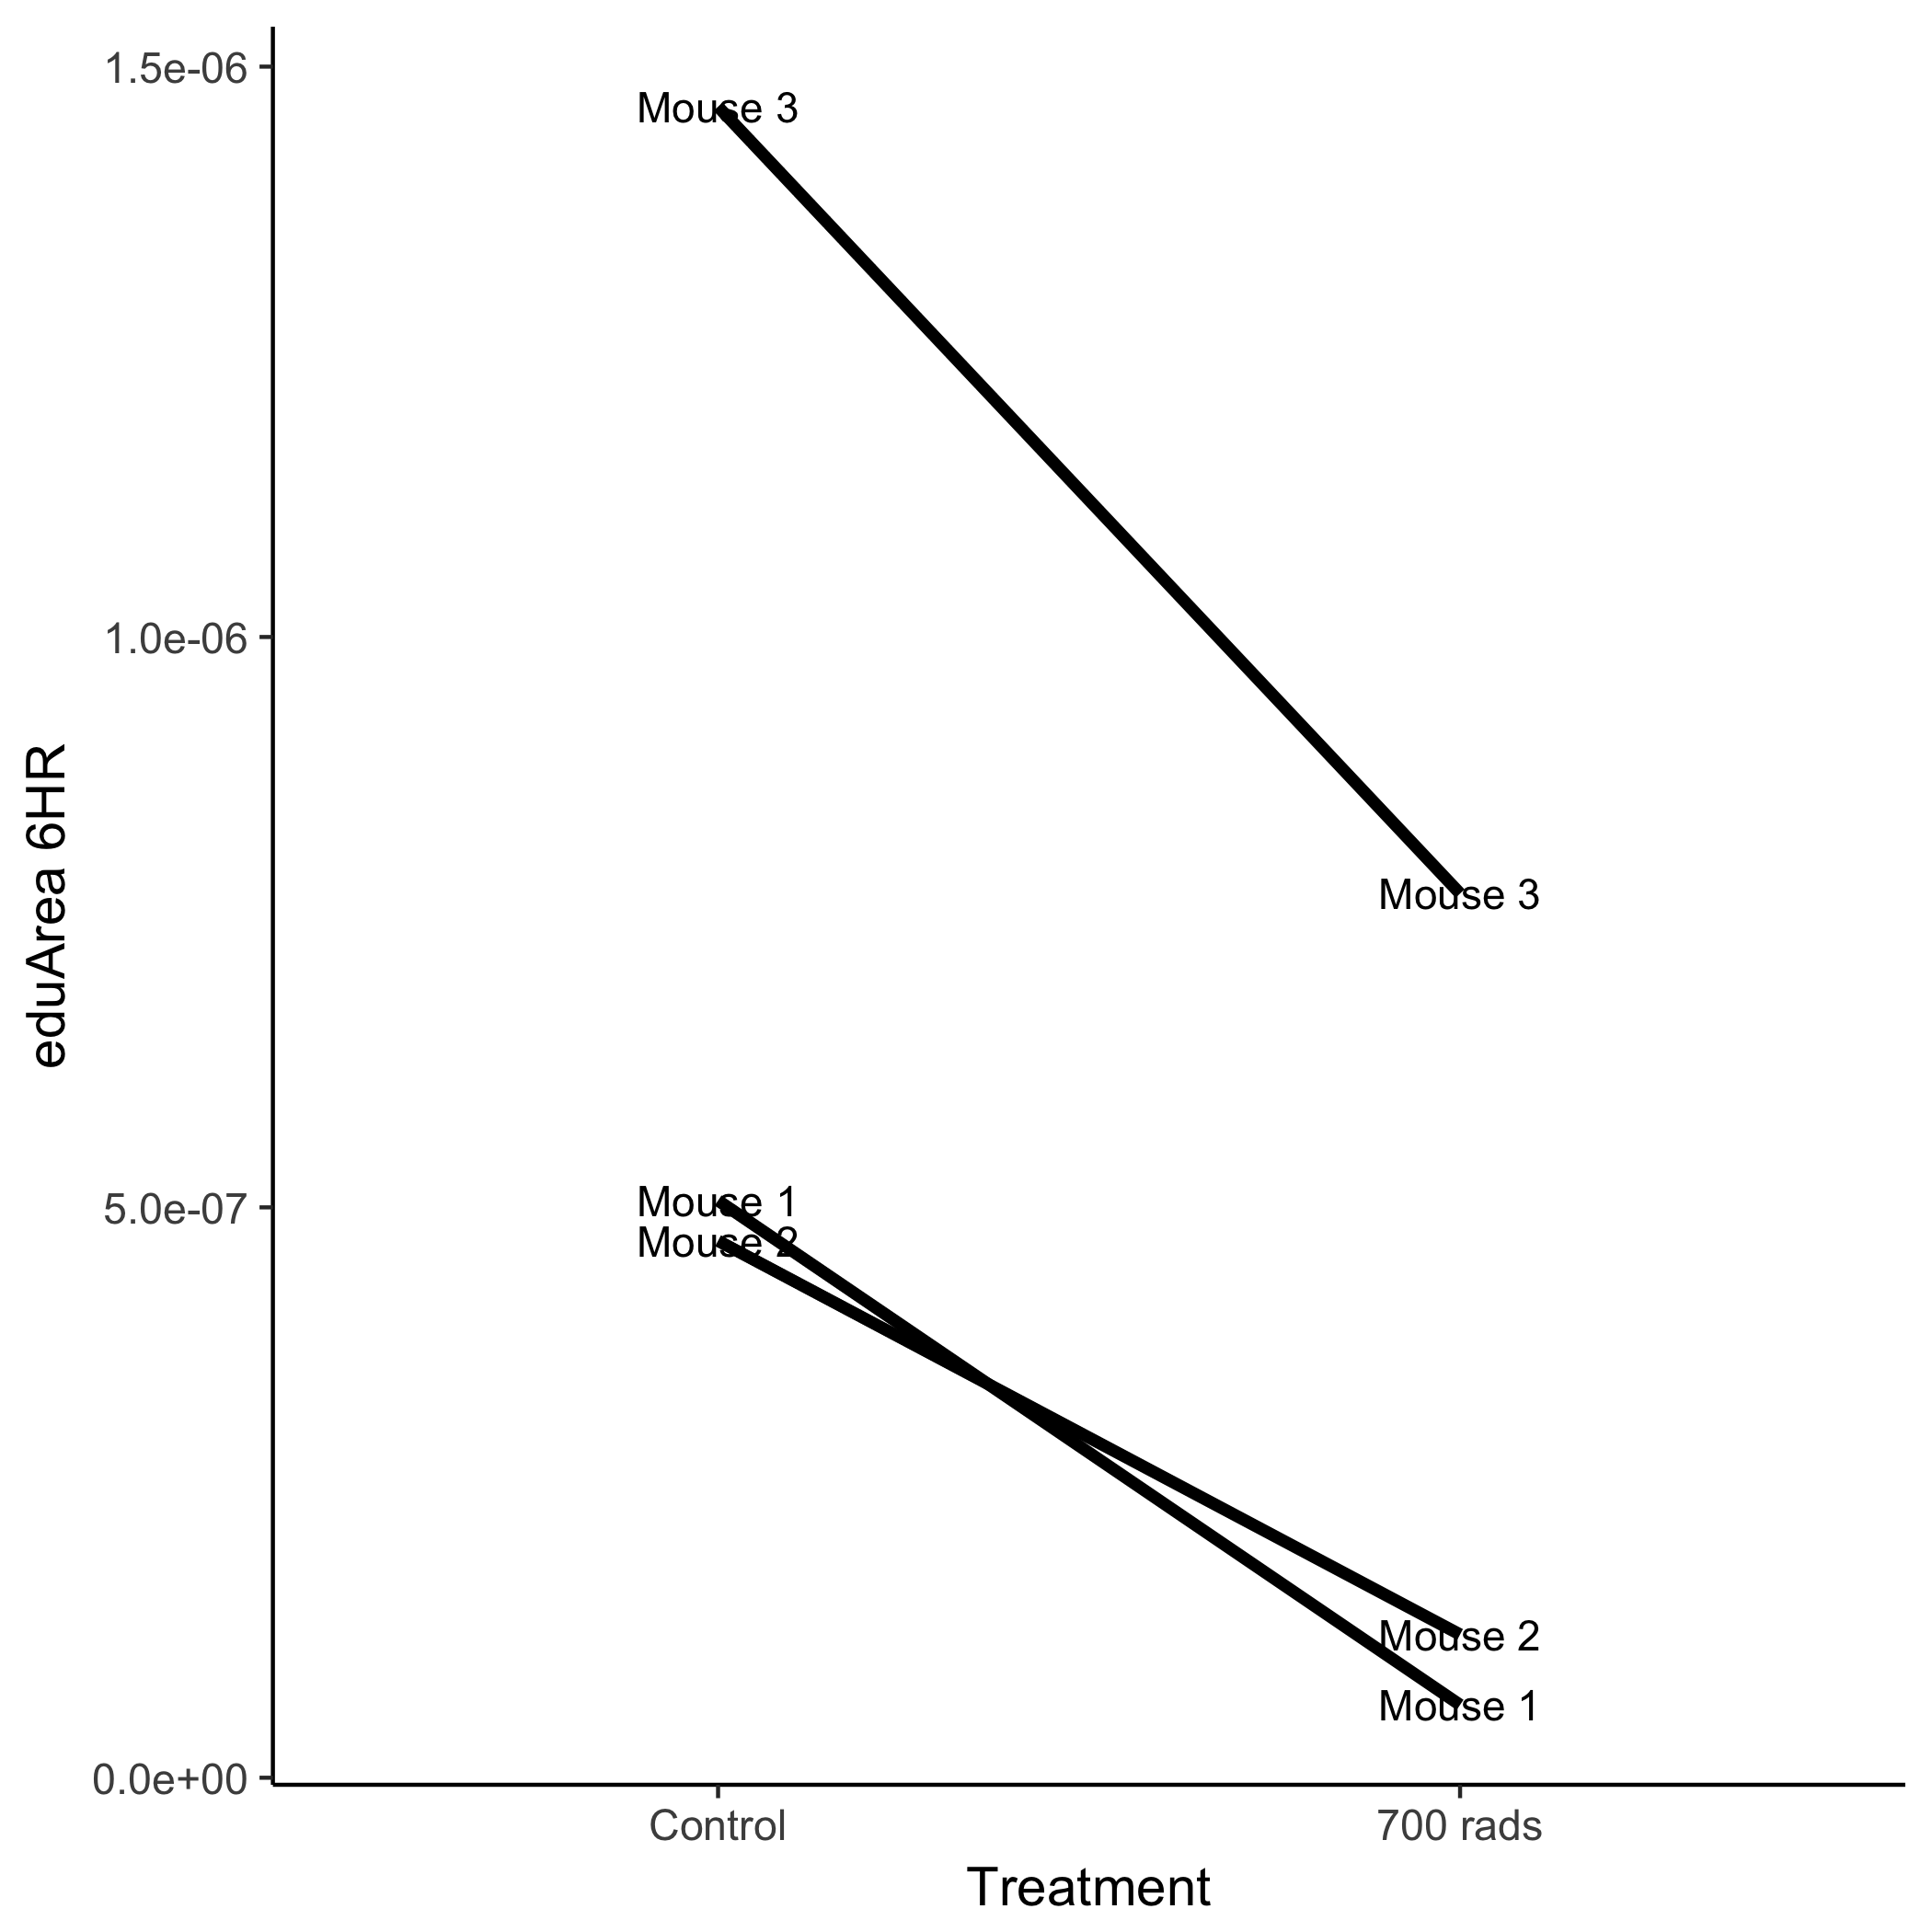 1.5e-06
Mouse 3
1.0e-06
eduArea 6HR
Mouse 3
Mouse 1
5.0e-07
Mouse 2
Mouse 2
Mouse 1
0.0e+00
Control
700 rads
Treatment